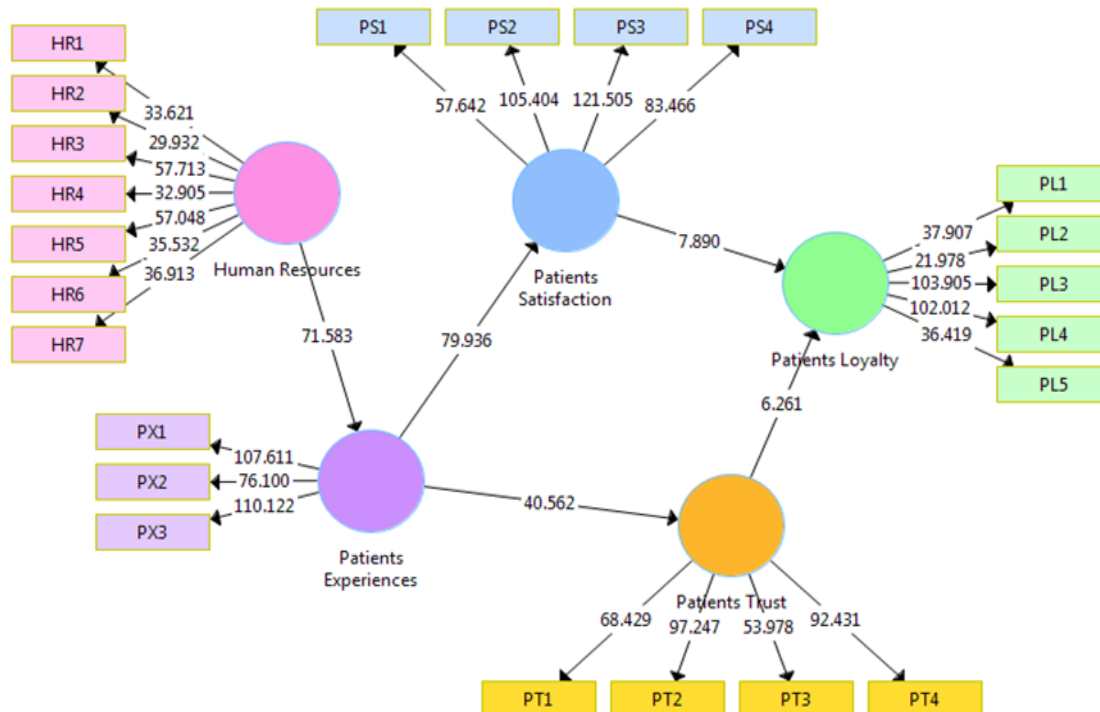 PS1
PS2
PS3
PS4
HR1
HR2
HR3
HR4
HR5
HR6
HR7
33.621
29.932
57.713
32.905
57.048
35.532
36.913
Human Resources
57.642
105.404
121.505
83.466
Patients
Satisfaction
7.890
PL1
PL2
PL3
PL4
PL5
37.907
21.978
103.905
102.012
36.419
Patients Loyalty
71.583
79.936
6.261
PX1
PX2
PX3
107.611
76.100
110.122
Patients
Experiences
40.562
Patients Trust
68.429
97.247
53.978
92.431
PT1
PT2
PT3
PT4